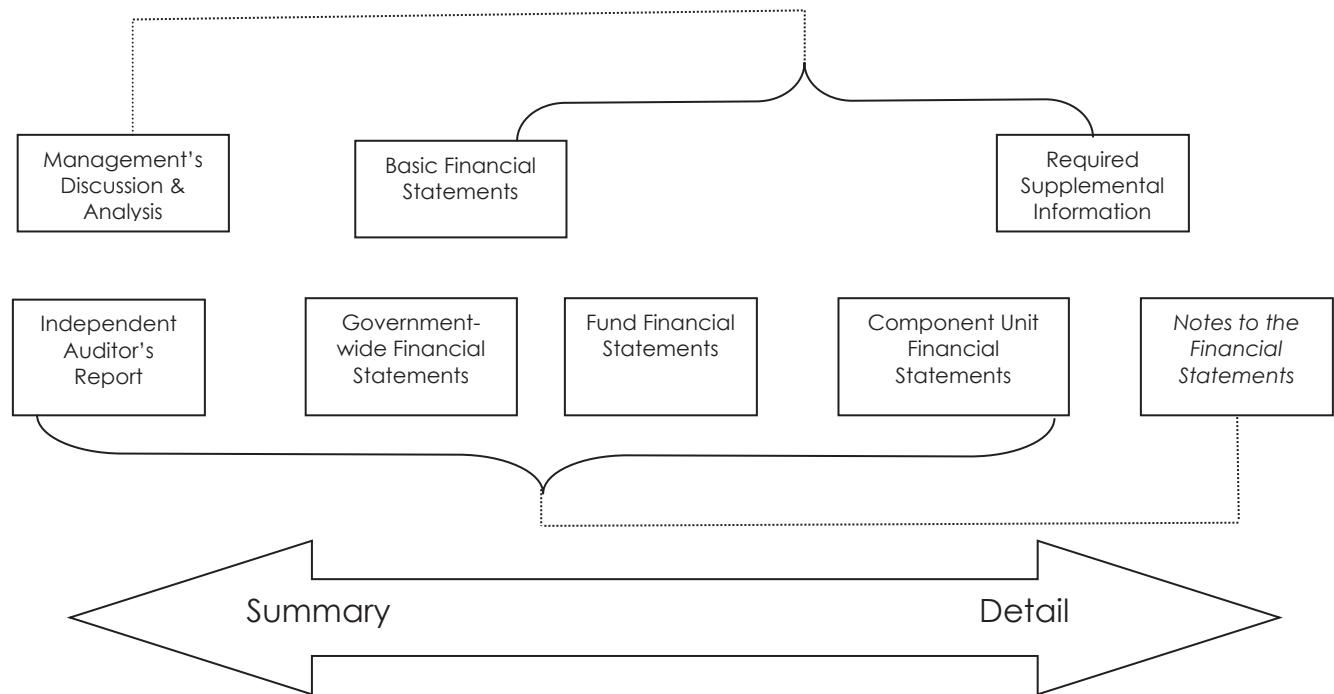 Management’s
Discussion &
Analysis
Basic Financial
Statements
Required
Supplemental
Information
Independent
Auditor’s
Report
Government-
wide Financial
Statements
Fund Financial
Statements
Component Unit
Financial
Statements
Notes to the
Financial
Statements
Summary
Detail